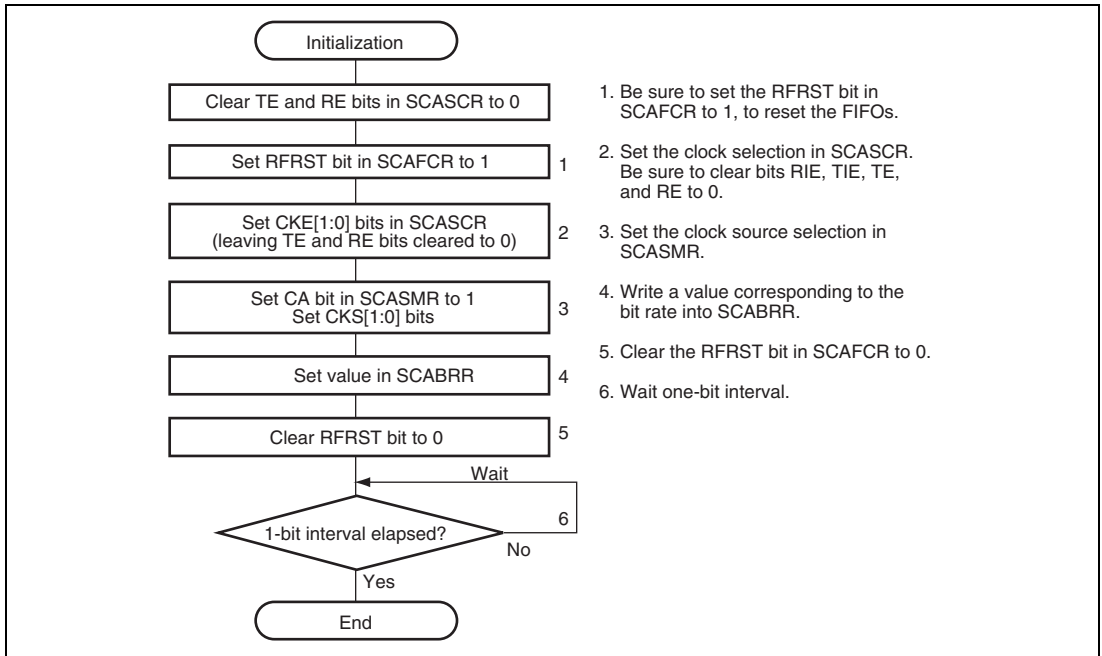 Initialization
Clear TE and RE bits in SCASCR to 0
Set RFRST bit in SCAFCR to 1
1
Set CKE[1:0] bits in SCASCR
(leaving TE and RE bits cleared to 0)
2
Set CA bit in SCASMR to 1
Set CKS[1:0] bits
3
Set value in SCABRR
4
Clear RFRST bit to 0
5
Wait
1-bit interval elapsed?
6
No
Yes
End
1. Be sure to set the RFRST bit in
SCAFCR to 1, to reset the FIFOs.
2. Set the clock selection in SCASCR.
Be sure to clear bits RIE, TIE, TE,
and RE to 0.
3. Set the clock source selection in
SCASMR.
4. Write a value corresponding to the
bit rate into SCABRR.
5. Clear the RFRST bit in SCAFCR to 0.
6. Wait one-bit interval.